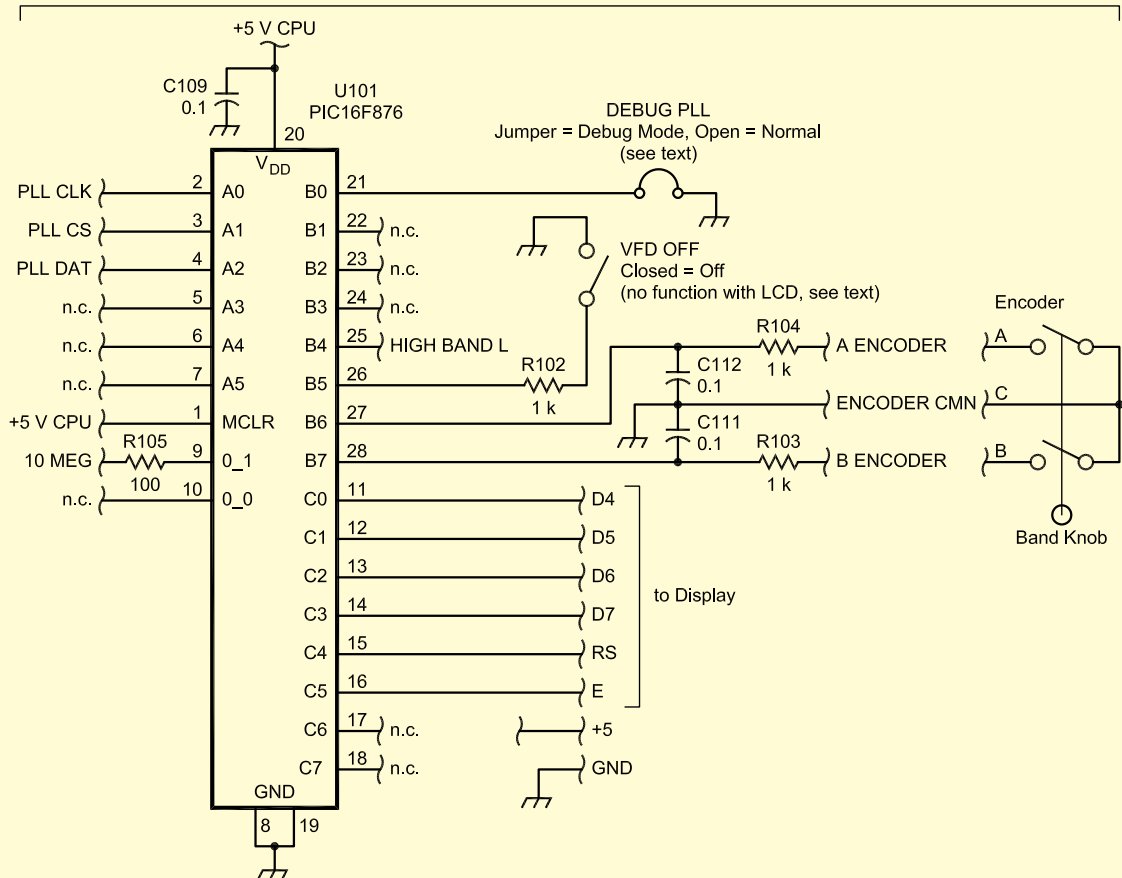 +5 V CPU
C109
0.1
U101
PIC16F876
20
V_DD
DEBUG PLL
Jumper = Debug Mode, Open = Normal
(see text)
PLL CLK
2
A0
B0
21
PLL CS
3
A1
B1
22
n.c.
PLL DAT
4
A2
B2
23
n.c.
n.c.
5
A3
B3
24
n.c.
n.c.
6
A4
B4
25
HIGH BAND L
n.c.
7
A5
B5
26
+5 V CPU
1
MCLR
B6
27
10 MEG
R105
100
9
0_1
B7
28
n.c.
10
0_0
C0
11
D4
C1
12
D5
C2
13
D6
C3
14
D7
C4
15
RS
C5
16
E
to Display
C6
17
n.c.
+5
C7
18
n.c.
GND
GND
8
19
VFD OFF
Closed = Off
(no function with LCD, see text)
R102
1 k
C112
0.1
C111
0.1
R104
1 k
R103
1 k
A ENCODER
ENCODER CMN
B ENCODER
Encoder
A
C
B
Band Knob